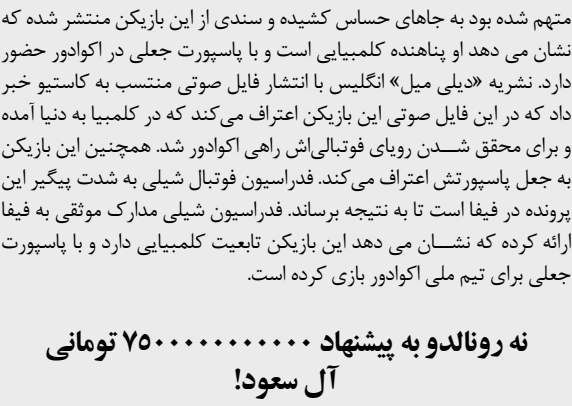 متهم شده بود به جاهای حساس کشیده و سندی از این بازیکن منتشر شده که
نشان می دهد او پناهنده کلمبیایی است و با پاسپورت جعلی در اکوادور حضور
دارد. نشریه «دیلی میل» انگلیس با انتشار فایل صوتی منتسب به کاستیو خبر
داد که در این فایل صوتی این بازیکن اعتراف می‌کند که در کلمبیا به دنیا آمده
و برای محقق شدن رویای فوتبالی‌اش راهی اکوادور شد. همچنین این بازیکن
به جعل پاسپورتش اعتراف می‌کند. فدراسیون فوتبال شیلی به شدت پیگیر این
پرونده در فیفا است تا به نتیجه برساند. فدراسیون شیلی مدارک موثقی به فیفا
ارائه کرده که نشان می دهد این بازیکن تابعیت کلمبیایی دارد و با پاسپورت
جعلی برای تیم ملی اکوادور بازی کرده است.
نه رونالدو به پیشنهاد ۷۵۰۰۰۰۰۰۰۰۰۰۰۰ تومانی
آل سعود!